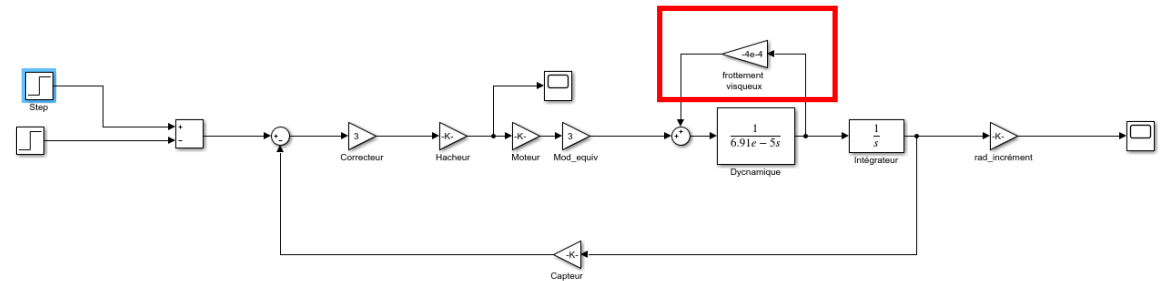 -4e-4
frottement
visqueux
Step
+
−
+
−
3
Correcteur
-K-
Hacheur
-K-
Moteur
3
Mod_equiv
+
+
1
6.91e − 5s
Dycnamique
1
s
Intégrateur
-K-
rad_incrément
-K-
Capteur